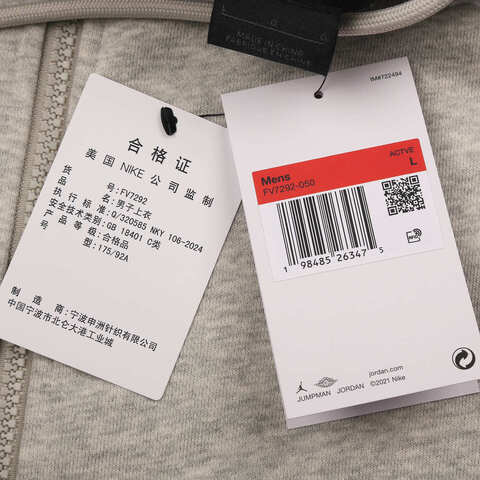 MADE IN CHINA
FABRIQUÉ EN CHINE
合格证
美国 NIKE 公司监制
货号:FV7292
品名:男子上衣
执行标准:Q/320585 NKY 106-2024
安全技术类别:GB 18401 C类
产品等级:合格品
型号:175/92A
制造商:宁波申洲针织有限公司
中国宁波市北仑大港工业城
Mens
FV7292-050
ACTVE
L
1 98485 26347 5
RFID
jordan.com
©2021 Nike
JUMPMAN
JORDAN